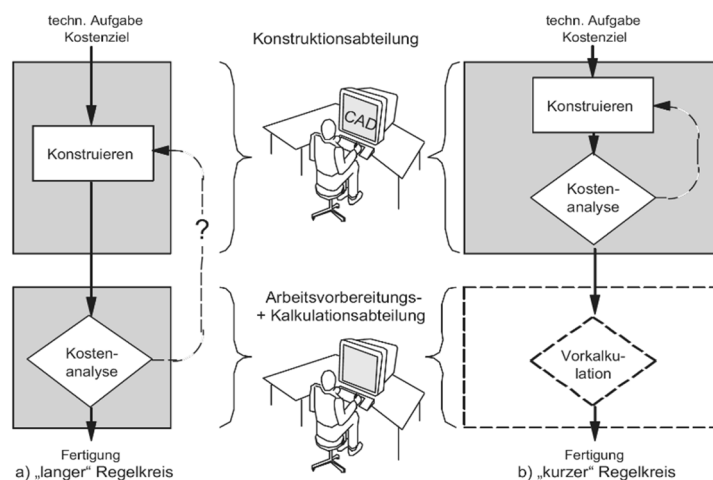 techn. Aufgabe
Kostenziel
Konstruieren
?
Kosten-
analyse
Fertigung
a) „langer“ Regelkreis
Konstruktionsabteilung
CAD
Arbeitsvorbereitungs-
+ Kalkulationsabteilung
techn. Aufgabe
Kostenziel
Konstruieren
Kosten-
analyse
Vorkalku-
lation
Fertigung
b) „kurzer“ Regelkreis